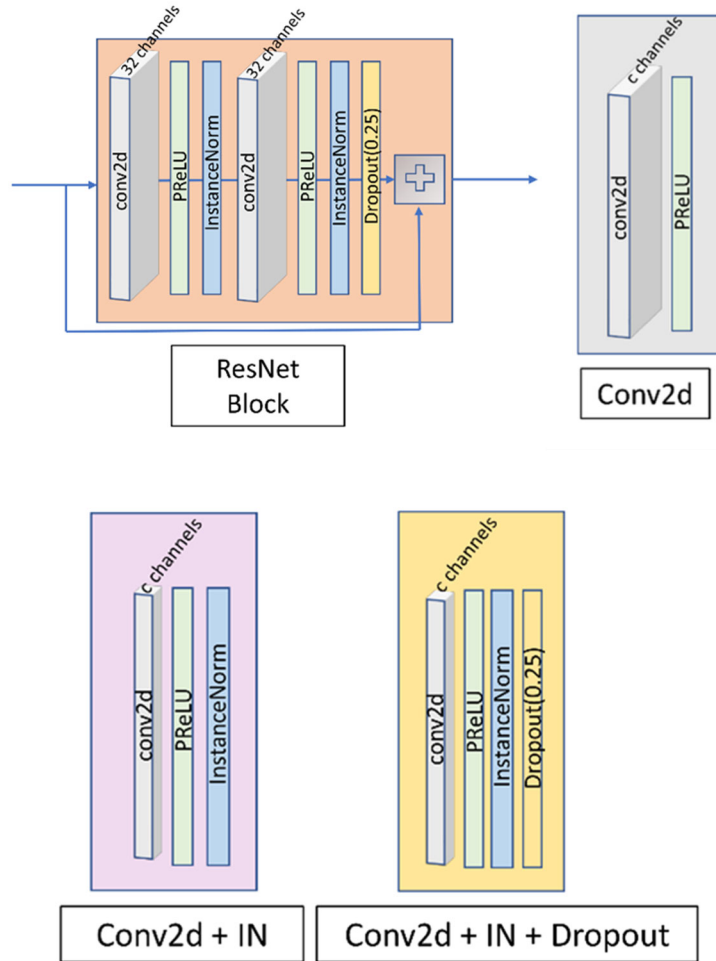 32 channels
conv2d
PReLU
InstanceNorm
32 channels
conv2d
PReLU
InstanceNorm
Dropout(0.25)
ResNet
Block
c channels
conv2d
PReLU
Conv2d
c channels
conv2d
PReLU
InstanceNorm
Conv2d + IN
c channels
conv2d
PReLU
InstanceNorm
Dropout(0.25)
Conv2d + IN + Dropout